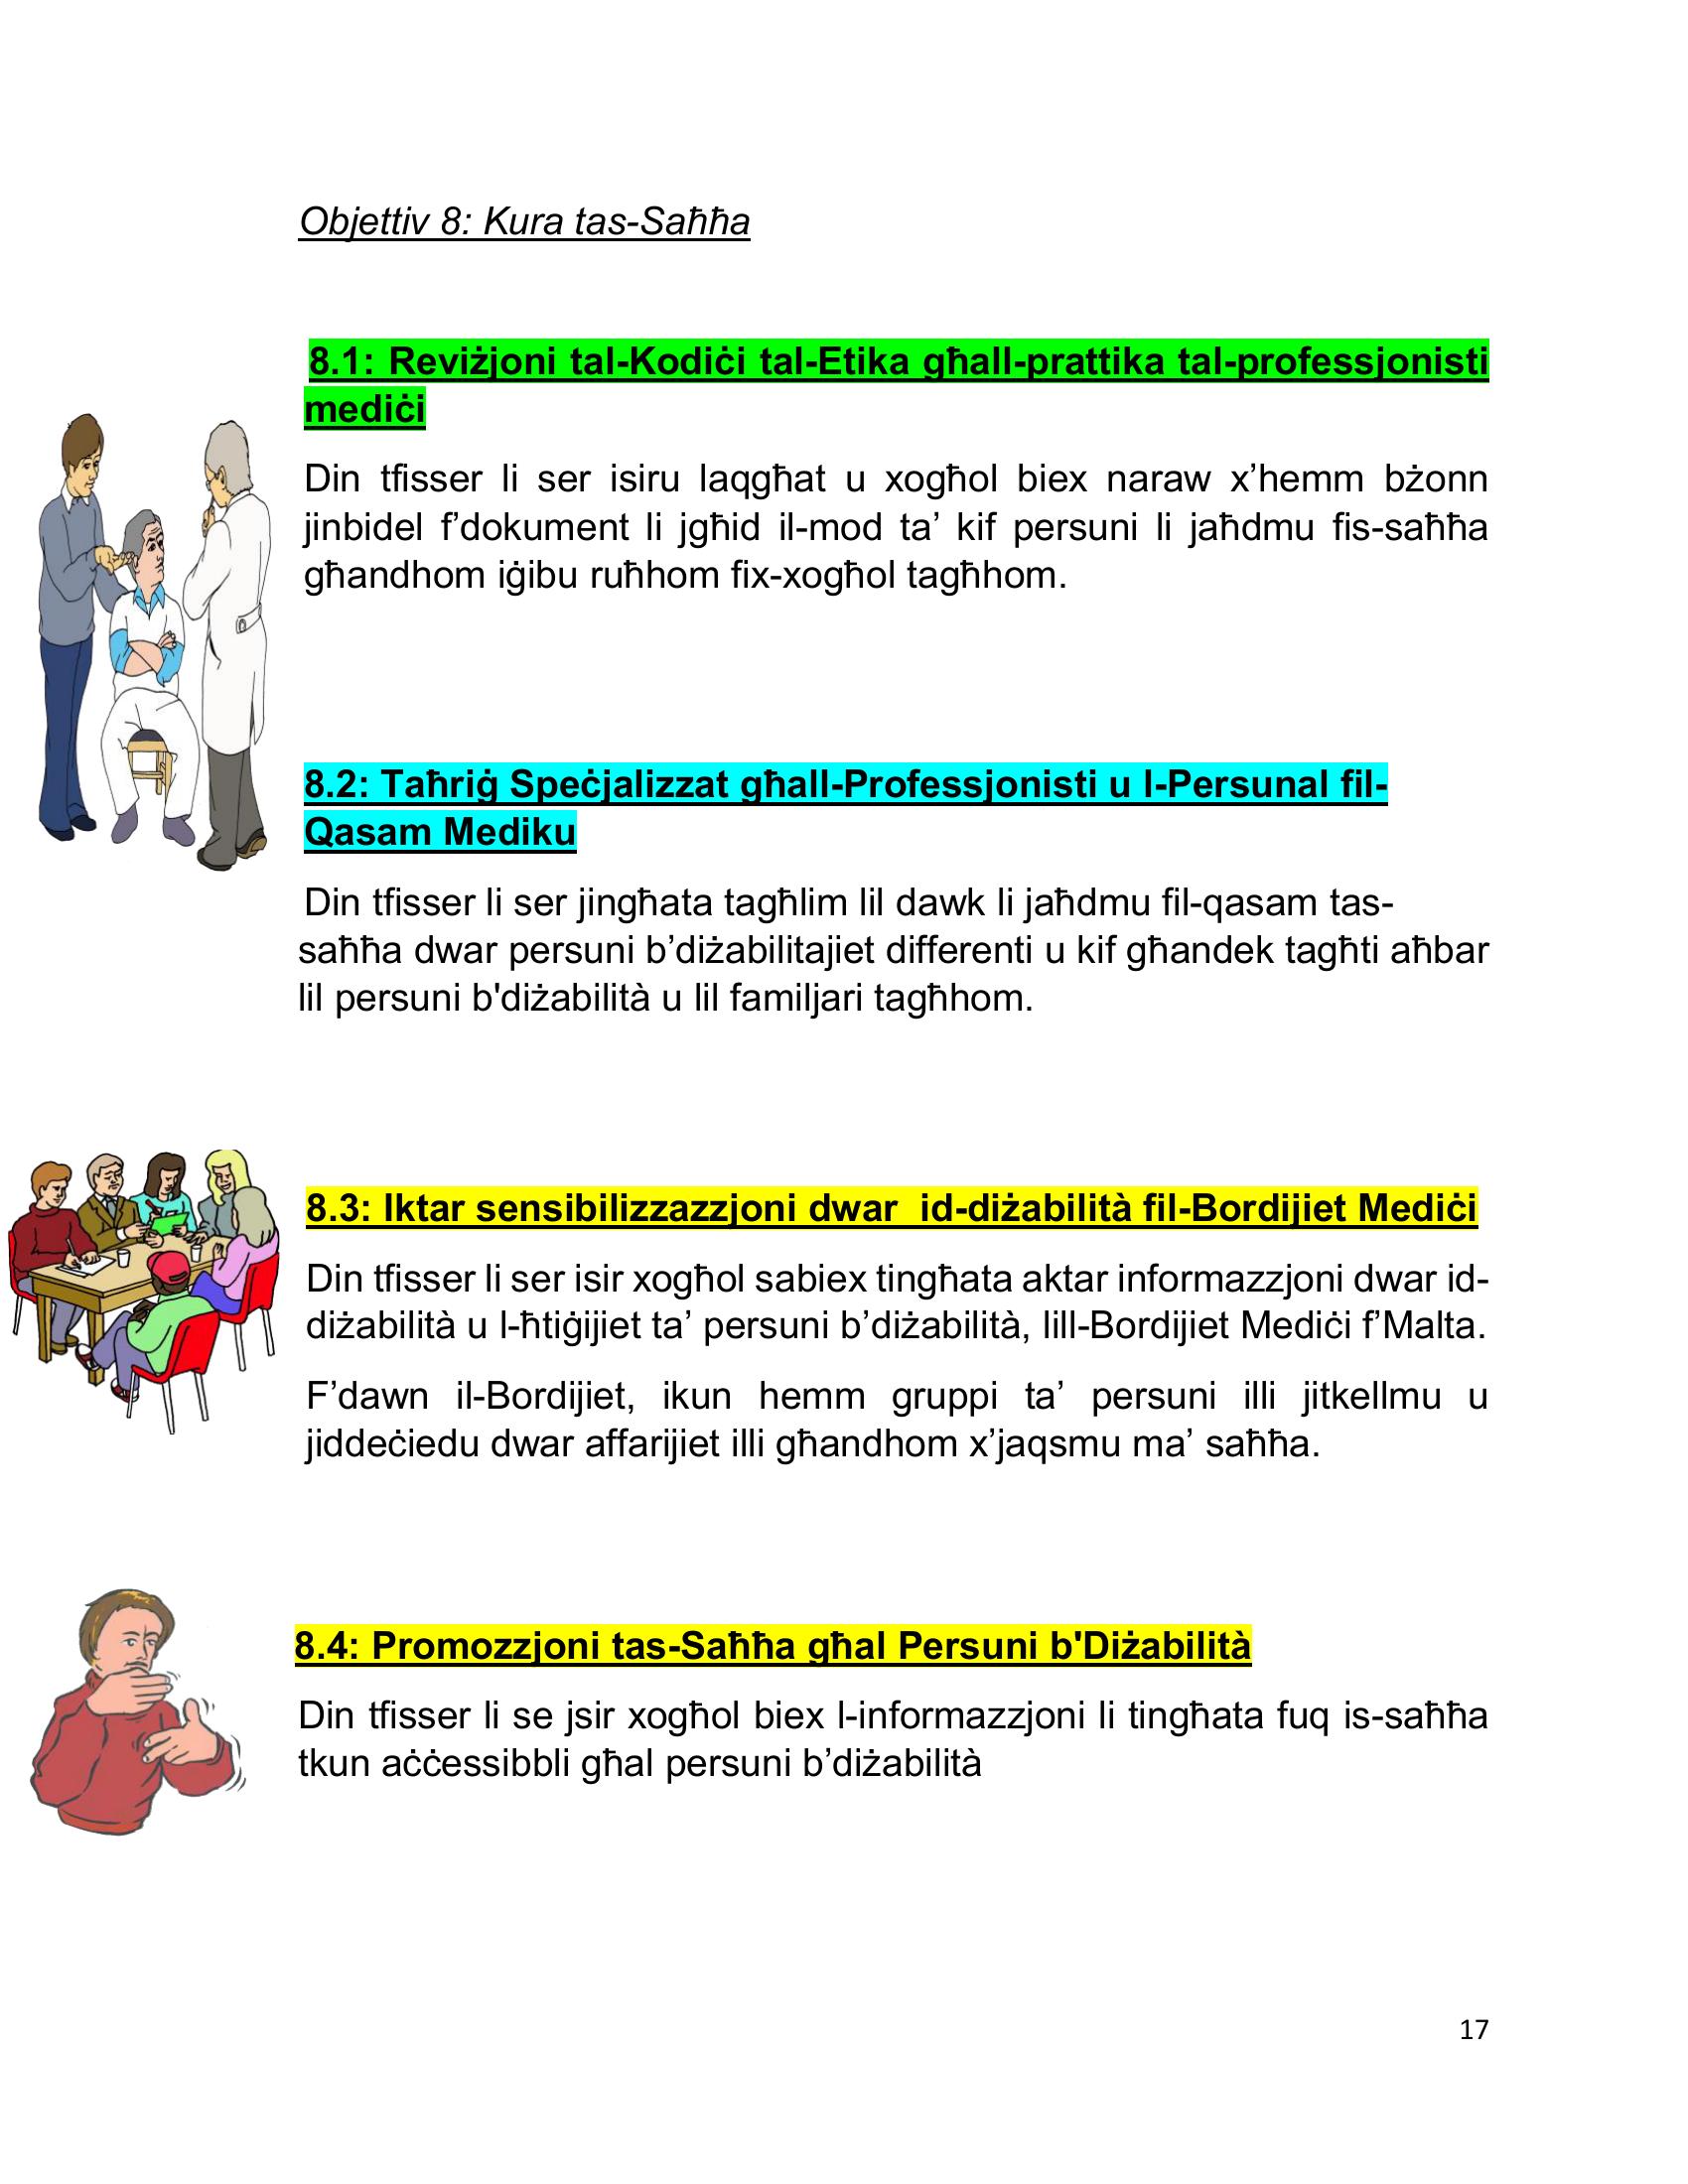 Objettiv 8: Kura tas-Saħħa
8.1: Reviżjoni tal-Kodiċi tal-Etika għall-prattika tal-professjonisti
mediċi
Din tfisser li ser isiru laqgħat u xogħol biex naraw x’hemm bżonn
jinbidel f’dokument li jgħid il-mod ta’ kif persuni li jaħdmu fis-saħħa
għandhom iġibu ruħhom fix-xogħol tagħhom.
8.2: Taħriġ Speċjalizzat għall-Professjonisti u l-Persunal fil-
Qasam Mediku
Din tfisser li ser jingħata tagħlim lil dawk li jaħdmu fil-qasam tas-
saħħa dwar persuni b’diżabilitajiet differenti u kif għandek tagħti aħbar
lil persuni b'diżabilità u lil familjari tagħhom.
8.3: Iktar sensibilizzazzjoni dwar  id-diżabilità fil-Bordijiet Mediċi
Din tfisser li ser isir xogħol sabiex tingħata aktar informazzjoni dwar id-
diżabilità u l-ħtiġijiet ta’ persuni b’diżabilità, lill-Bordijiet Mediċi f’Malta.
F’dawn il-Bordijiet, ikun hemm gruppi ta’ persuni illi jitkellmu u
jiddeċiedu dwar affarijiet illi għandhom x’jaqsmu ma’ saħħa.
8.4: Promozzjoni tas-Saħħa għal Persuni b'Diżabilità
Din tfisser li se jsir xogħol biex l-informazzjoni li tingħata fuq is-saħħa
tkun aċċessibbli għal persuni b’diżabilità
17